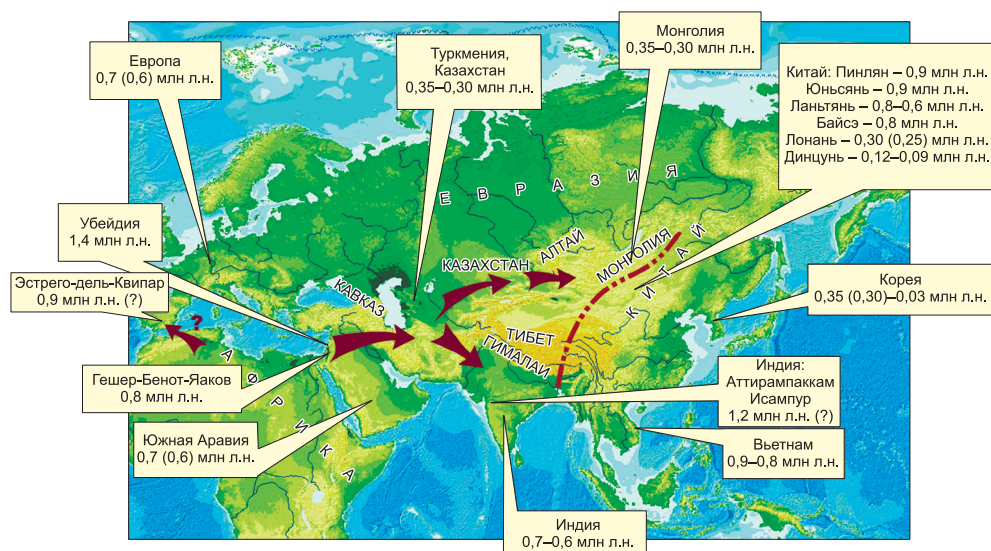 Европа
0,7 (0,6) млн л.н.
Туркмения,
Казахстан
0,35–0,30 млн л.н.
Монголия
0,35–0,30 млн л.н.
Китай: Пинлян – 0,9 млн л.н.
Юньсянь – 0,9 млн л.н.
Ланьтянь – 0,8–0,6 млн л.н.
Байсэ – 0,8 млн л.н.
Лонань – 0,30 (0,25) млн л.н.
Динцунь – 0,12–0,09 млн л.н.
ЕВРАЗИЯ
Убейдия
1,4 млн л.н.
Эстрего-дель-Квипар
0,9 млн л.н. (?)
?
КАВКАЗ
КАЗАХСТАН
АЛТАЙ
МОНГОЛИЯ
КИТАЙ
ТИБЕТ
ГИМАЛАИ
АФРИКА
Корея
0,35 (0,30)–0,03 млн л.н.
Гешер-Бенот-Яаков
0,8 млн л.н.
Индия:
Аттирампаккам
Исампур
1,2 млн л.н. (?)
Южная Аравия
0,7 (0,6) млн л.н.
Вьетнам
0,9–0,8 млн л.н.
Индия
0,7–0,6 млн л.н.